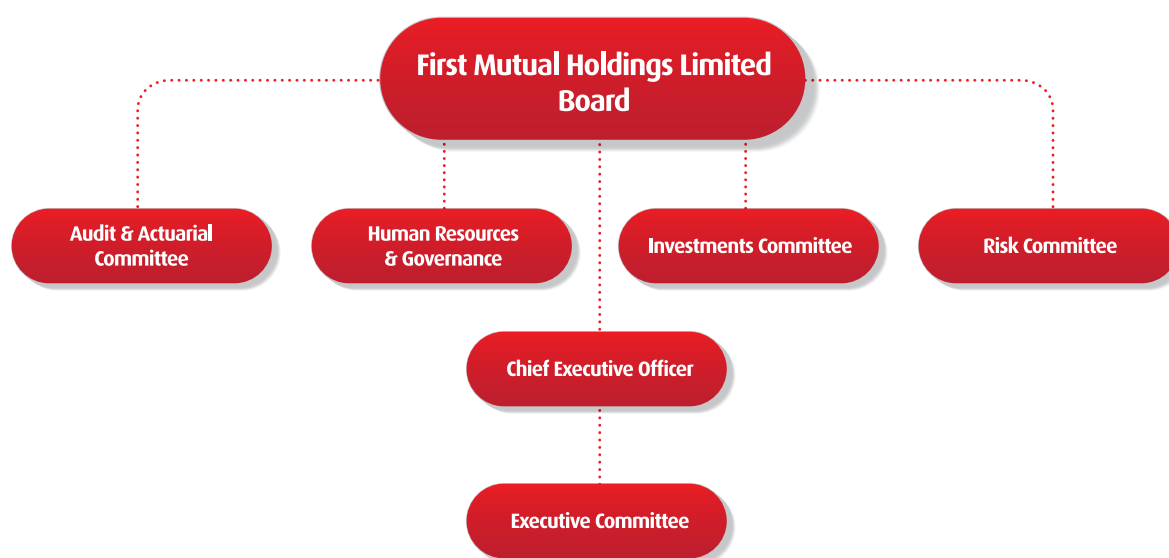 First Mutual Holdings Limited
Board
Audit & Actuarial
Committee
Human Resources
& Governance
Investments Committee
Risk Committee
Chief Executive Officer
Executive Committee